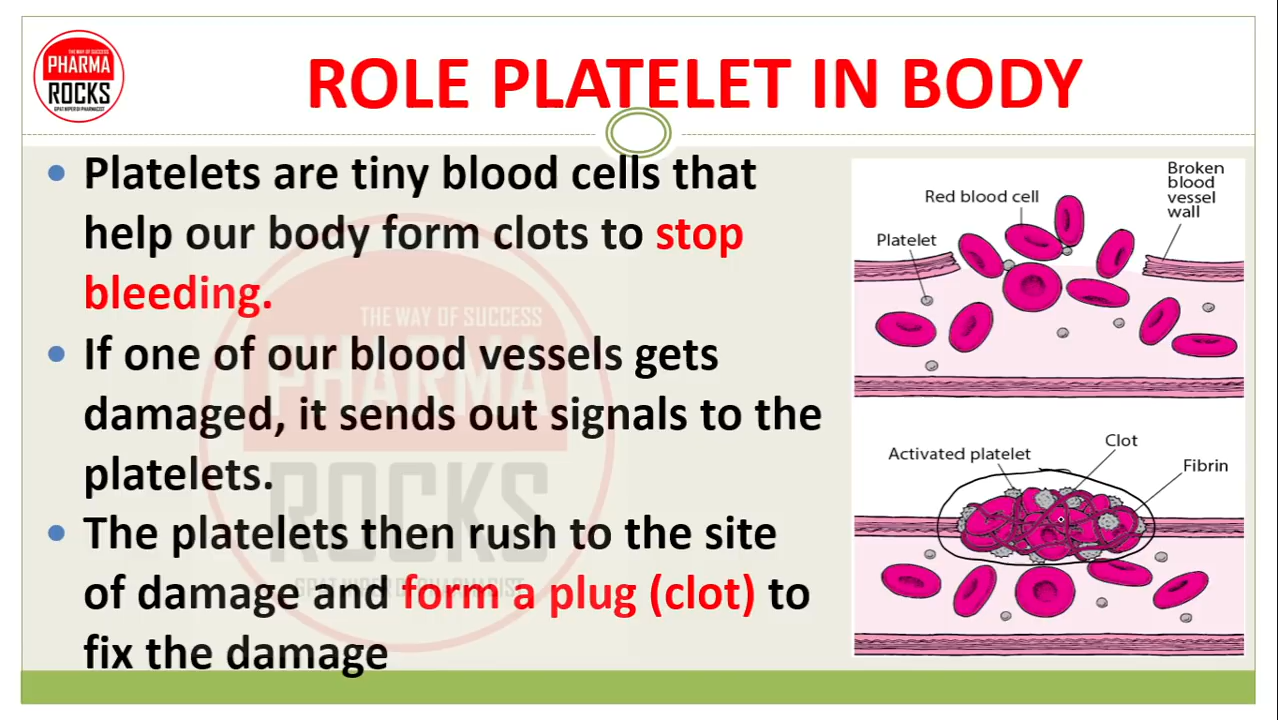 THE WAY OF SUCCESS
PHARMA
ROCKS
GPAT NIPER DI PHARMACIST
ROLE PLATELET IN BODY
• Platelets are tiny blood cells that
help our body form clots to stop
bleeding.
• If one of our blood vessels gets
damaged, it sends out signals to the
platelets.
• The platelets then rush to the site
of damage and form a plug (clot) to
fix the damage
THE WAY OF SUCCESS
PHARMA
ROCKS
GPAT NIPER DI PHARMACIST
Broken
blood
vessel
wall
Red blood cell
Platelet
Clot
Activated platelet
Fibrin